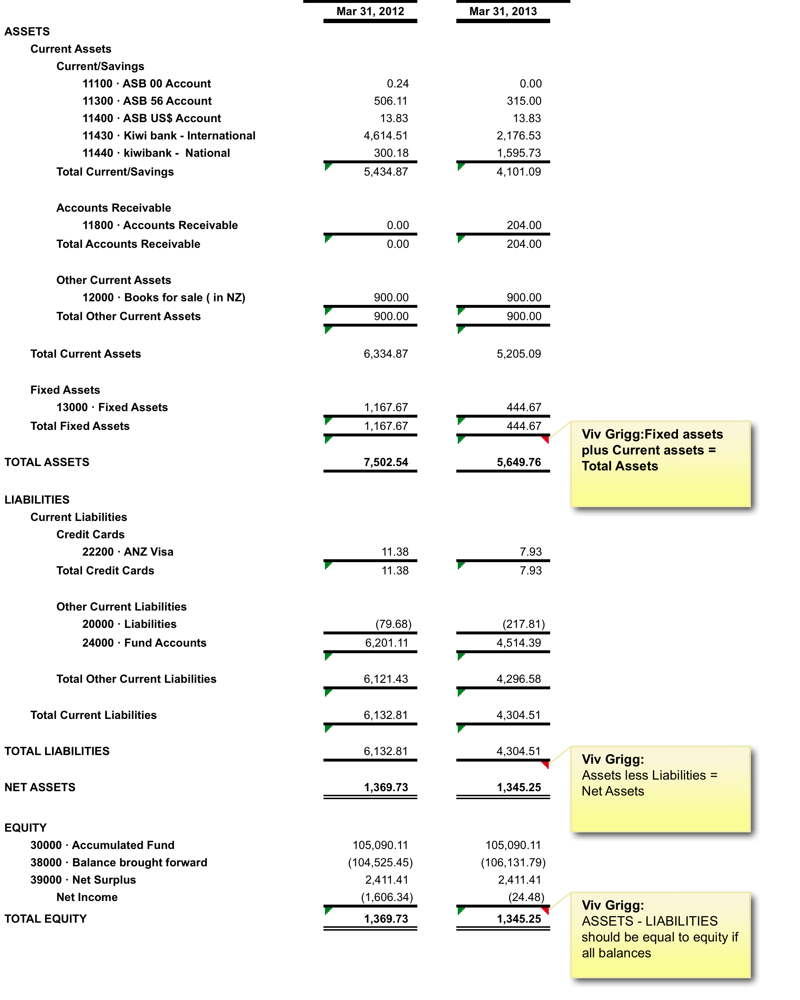 Mar 31, 2012 Mar 31, 2013
ASSETS
Current Assets
Current/Savings
11100 · ASB 00 Account 0.24 0.00
11300 · ASB 56 Account 506.11 315.00
11400 · ASB US$ Account 13.83 13.83
11430 · Kiwi bank - International 4,614.51 2,176.53
11440 · kiwibank - National 300.18 1,595.73
Total Current/Savings 5,434.87 4,101.09
Accounts Receivable
11800 · Accounts Receivable 0.00 204.00
Total Accounts Receivable 0.00 204.00
Other Current Assets
12000 · Books for sale ( in NZ) 900.00 900.00
Total Other Current Assets 900.00 900.00
Total Current Assets 6,334.87 5,205.09
Fixed Assets
13000 · Fixed Assets 1,167.67 444.67
Total Fixed Assets 1,167.67 444.67
Viv Grigg:Fixed assets
plus Current assets =
Total Assets
TOTAL ASSETS 7,502.54 5,649.76
LIABILITIES
Current Liabilities
Credit Cards
22200 · ANZ Visa 11.38 7.93
Total Credit Cards 11.38 7.93
Other Current Liabilities
20000 · Liabilities (79.68) (217.81)
24000 · Fund Accounts 6,201.11 4,514.39
Total Other Current Liabilities 6,121.43 4,296.58
Total Current Liabilities 6,132.81 4,304.51
TOTAL LIABILITIES 6,132.81 4,304.51
Viv Grigg:
Assets less Liabilities =
Net Assets
NET ASSETS 1,369.73 1,345.25
EQUITY
30000 · Accumulated Fund 105,090.11 105,090.11
38000 · Balance brought forward (104,525.45) (106,131.79)
39000 · Net Surplus 2,411.41 2,411.41
Net Income (1,606.34) (24.48)
TOTAL EQUITY 1,369.73 1,345.25
Viv Grigg:
ASSETS - LIABILITIES
should be equal to equity if
all balances